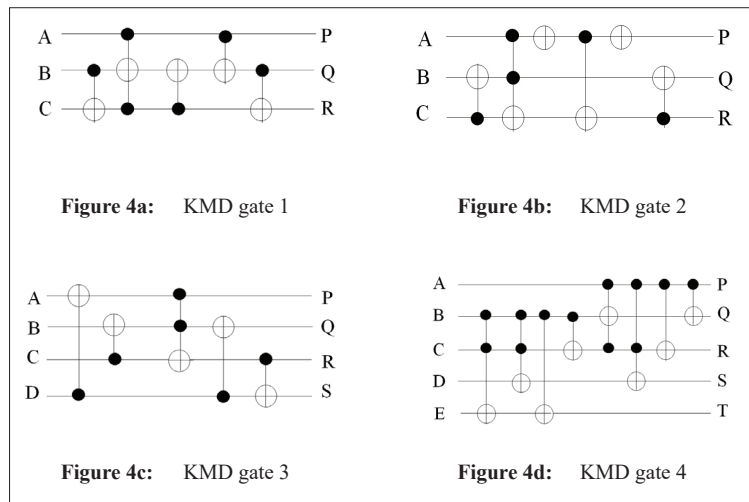 A P
B Q
C R
Figure 4a: KMD gate 1
A P
B Q
C R
Figure 4b: KMD gate 2
A P
B Q
C R
D S
Figure 4c: KMD gate 3
A P
B Q
C R
D S
E T
Figure 4d: KMD gate 4